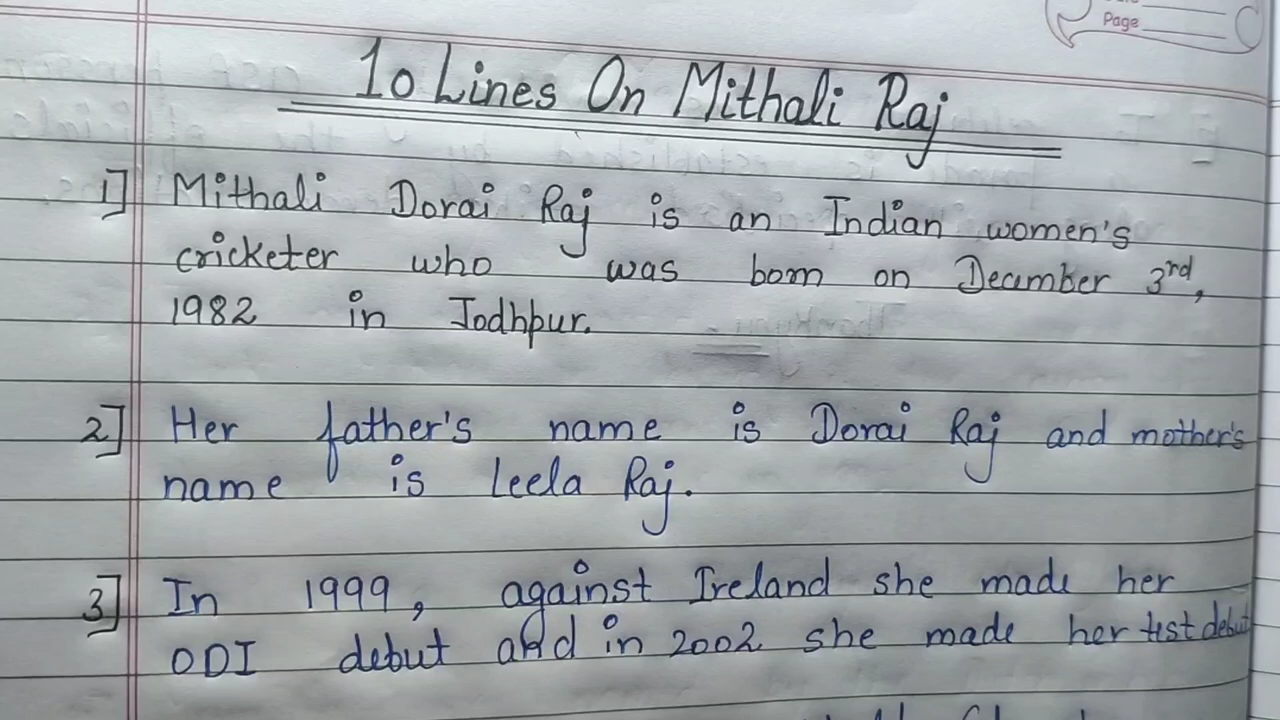 Page
10 Lines On Mithali Raj
1] Mithali Dorai Raj is an Indian women's
cricketer who was born on December 3rd,
1982 in Jodhpur.
2] Her father's name is Dorai Raj and mother's
name is leela Raj.
3] In 1999, against Ireland she made her
ODI debut and in 2002 she made her test debut